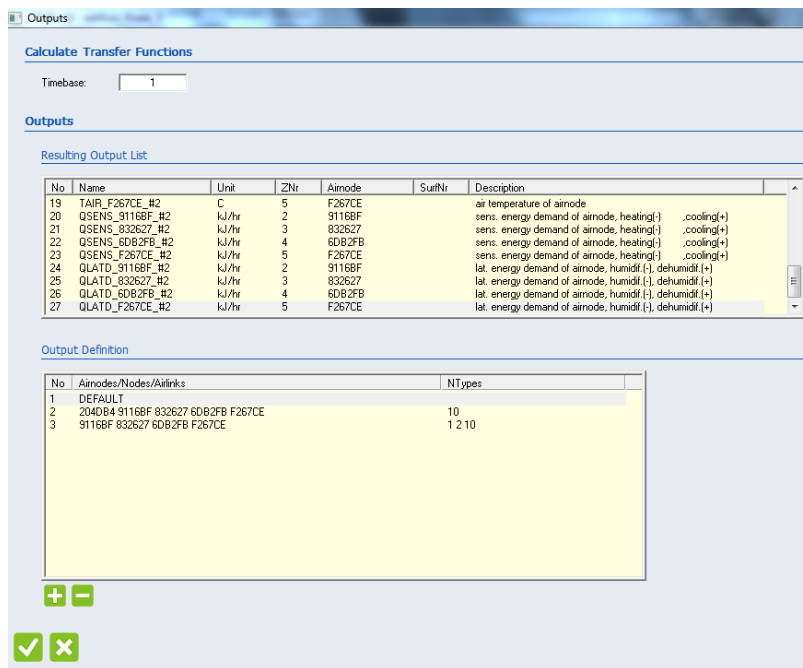 Outputs
Calculate Transfer Functions
Timebase: 1
Outputs
Resulting Output List
No Name Unit ZNr Airnode SurfNr Description
19 TAIR_F267CE_#2 C 5 F267CE air temperature of airnode
20 QSENS_9116BF_#2 kJ/hr 2 9116BF sens. energy demand of airnode, heating(-) ,cooling(+)
21 QSENS_832627_#2 kJ/hr 3 832627 sens. energy demand of airnode, heating(-) ,cooling(+)
22 QSENS_6DB2FB_#2 kJ/hr 4 6DB2FB sens. energy demand of airnode, heating(-) ,cooling(+)
23 QSENS_F267CE_#2 kJ/hr 5 F267CE sens. energy demand of airnode, heating(-) ,cooling(+)
24 QLATD_9116BF_#2 kJ/hr 2 9116BF lat. energy demand of airnode, humidif.(-), dehumidif.(+)
25 QLATD_832627_#2 kJ/hr 3 832627 lat. energy demand of airnode, humidif.(-), dehumidif.(+)
26 QLATD_6DB2FB_#2 kJ/hr 4 6DB2FB lat. energy demand of airnode, humidif.(-), dehumidif.(+)
27 QLATD_F267CE_#2 kJ/hr 5 F267CE lat. energy demand of airnode, humidif.(-), dehumidif.(+)
Output Definition
No Airnodes/Nodes/Airlinks NTypes
1 DEFAULT
2 204DB4 9116BF 832627 6DB2FB F267CE 10
3 9116BF 832627 6DB2FB F267CE 1 2 10